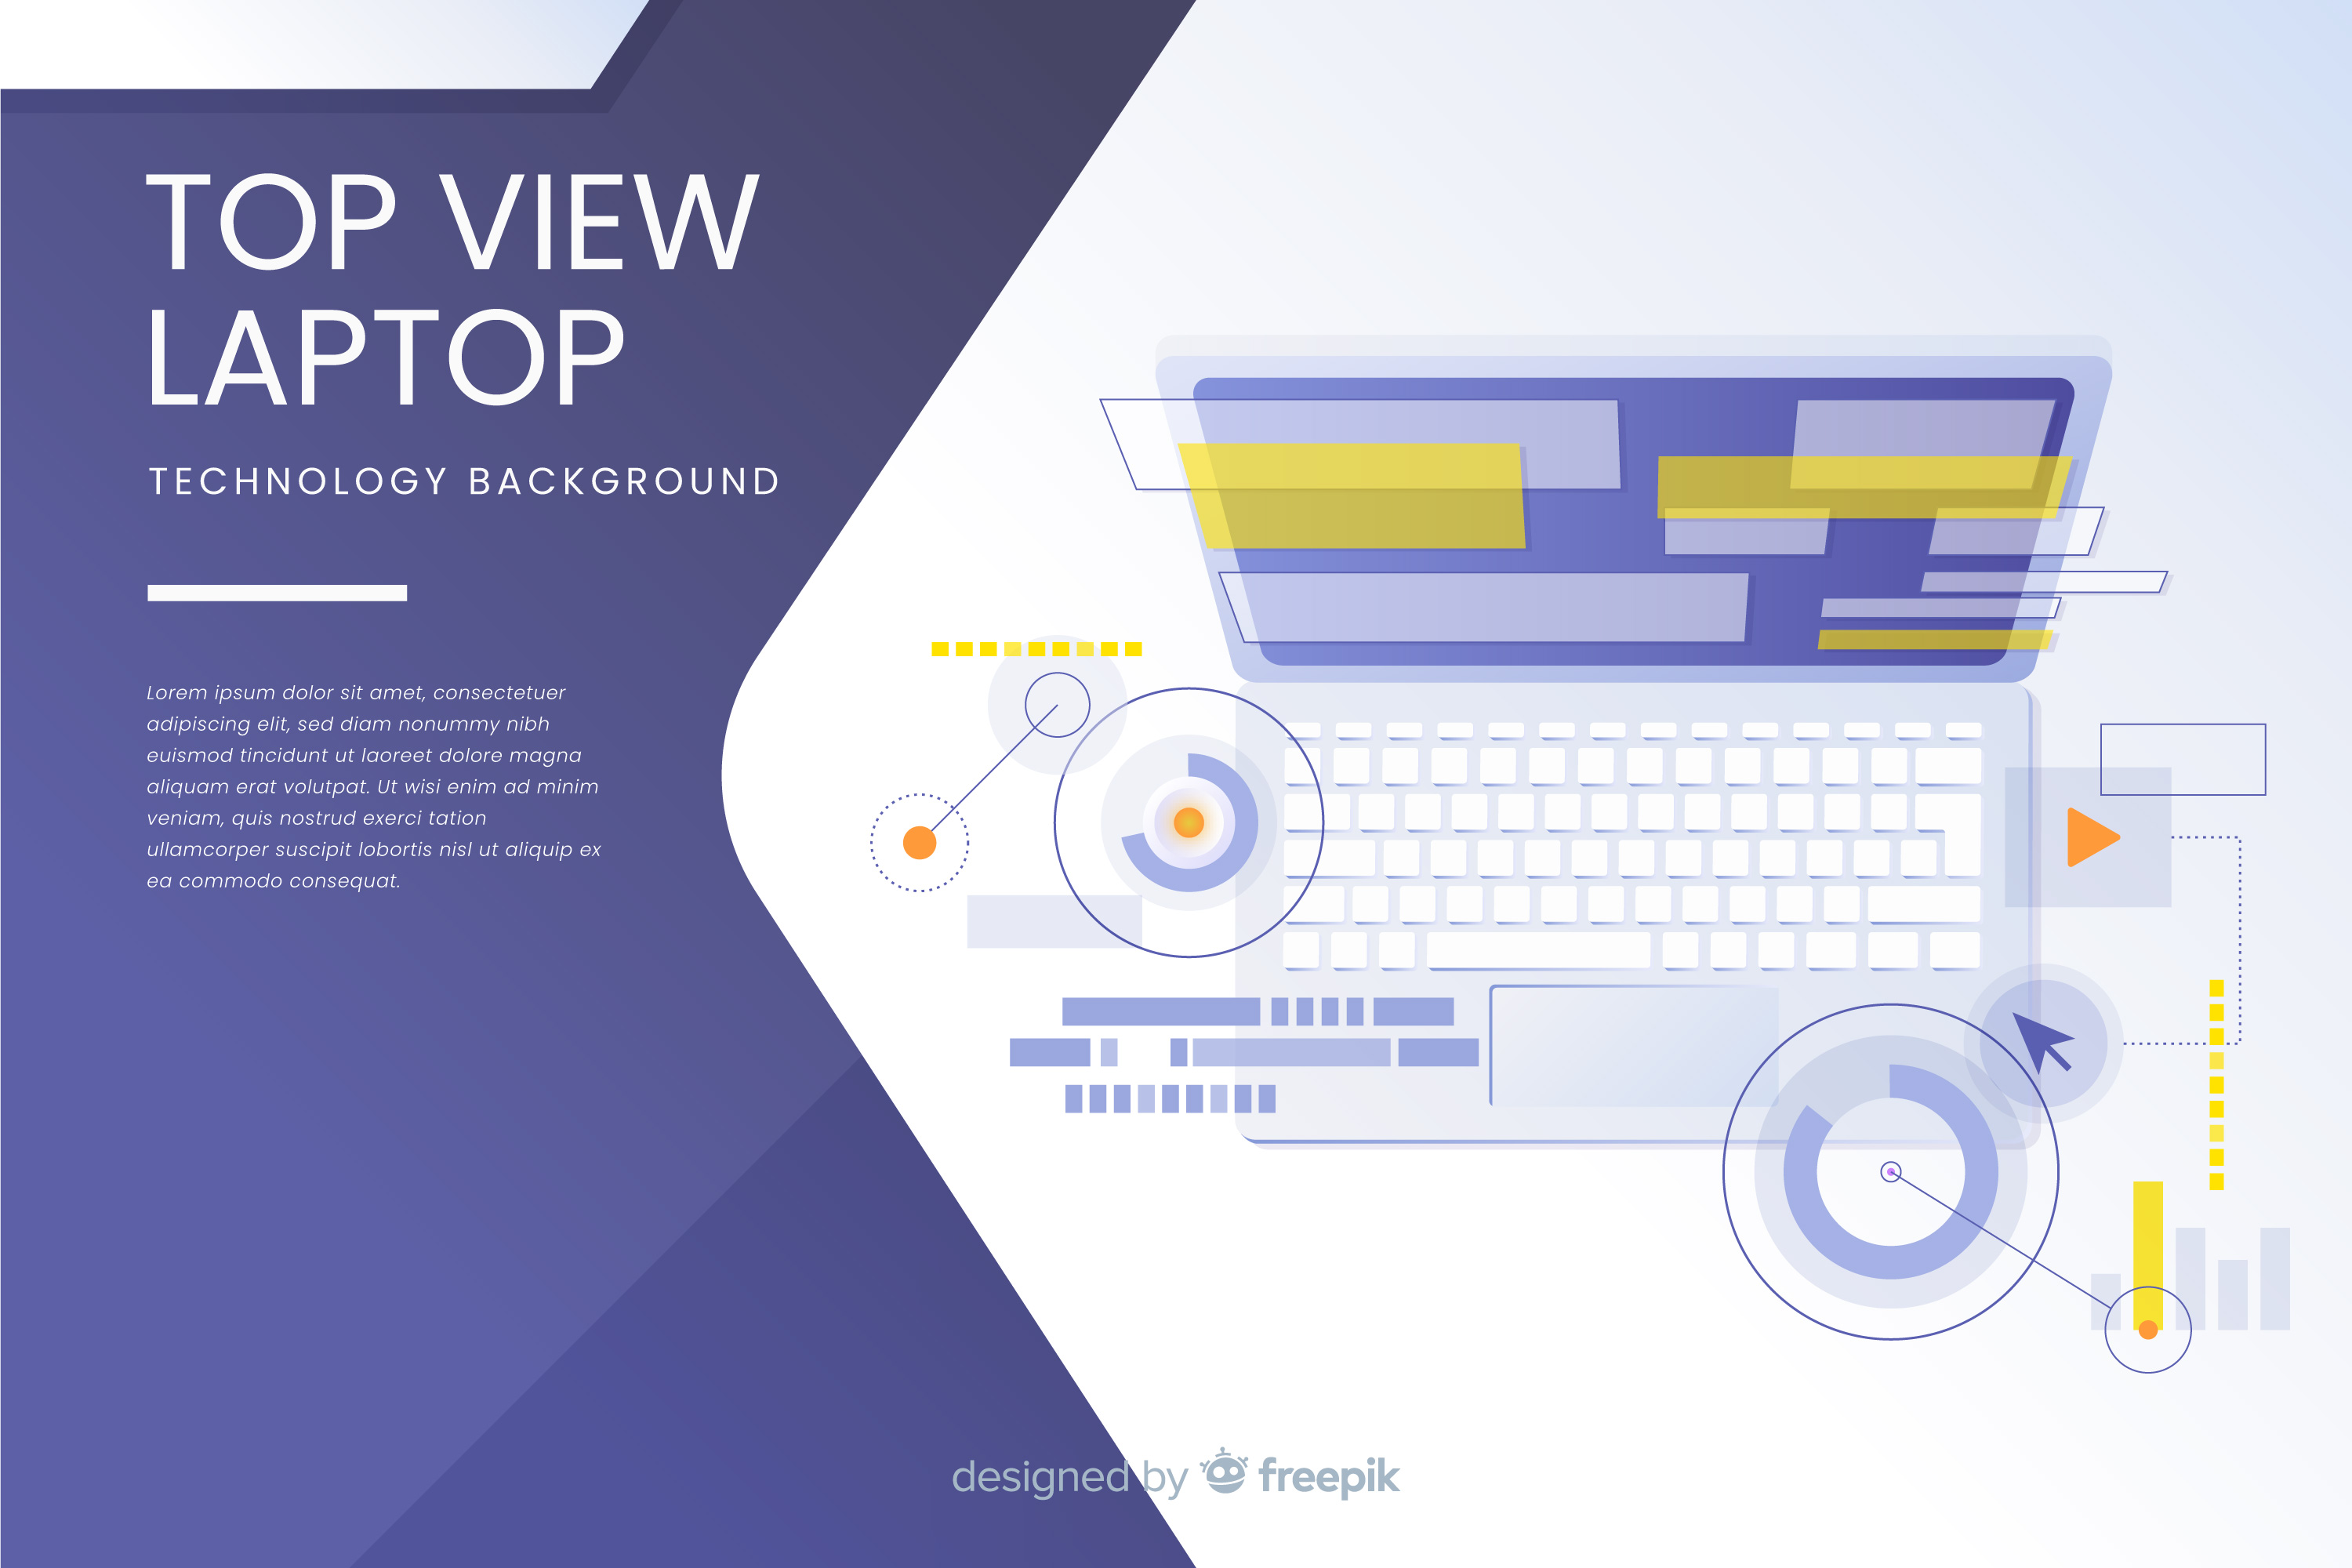 TOP VIEW
LAPTOP
TECHNOLOGY BACKGROUND
Lorem ipsum dolor sit amet, consectetuer
adipiscing elit, sed diam nonummy nibh
euismod tincidunt ut laoreet dolore magna
aliquam erat volutpat. Ut wisi enim ad minim
veniam, quis nostrud exerci tation
ullamcorper suscipit lobortis nisl ut aliquip ex
ea commodo consequat.
designed by freepik